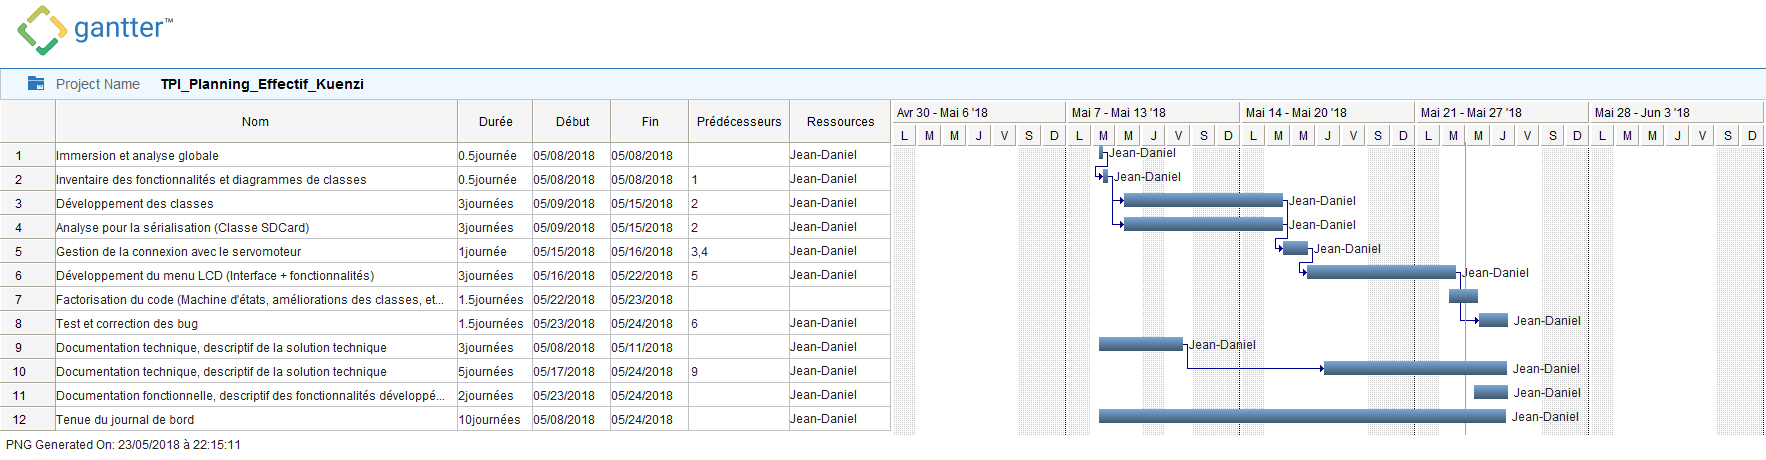 gantter™
Project Name TPI_Planning_Effectif_Kuenzi
Nom Durée Début Fin Prédécesseurs Ressources
Avr 30 - Mai 6 '18 Mai 7 - Mai 13 '18 Mai 14 - Mai 20 '18 Mai 21 - Mai 27 '18 Mai 28 - Jun 3 '18
L M M J V S D L M M J V S D L M M J V S D L M M J V S D L M M J V S D
1 Immersion et analyse globale 0.5journée 05/08/2018 05/08/2018 Jean-Daniel Jean-Daniel
2 Inventaire des fonctionnalités et diagrammes de classes 0.5journée 05/08/2018 05/08/2018 1 Jean-Daniel Jean-Daniel
3 Développement des classes 3journées 05/09/2018 05/15/2018 2 Jean-Daniel Jean-Daniel
4 Analyse pour la sérialisation (Classe SDCard) 3journées 05/09/2018 05/15/2018 2 Jean-Daniel Jean-Daniel
5 Gestion de la connexion avec le servomoteur 1journée 05/15/2018 05/16/2018 3,4 Jean-Daniel Jean-Daniel
6 Développement du menu LCD (Interface + fonctionnalités) 3journées 05/16/2018 05/22/2018 5 Jean-Daniel Jean-Daniel
7 Factorisation du code (Machine d'états, améliorations des classes, et... 1.5journées 05/22/2018 05/23/2018
8 Test et correction des bug 1.5journées 05/23/2018 05/24/2018 6 Jean-Daniel Jean-Daniel
9 Documentation technique, descriptif de la solution technique 3journées 05/08/2018 05/11/2018 Jean-Daniel Jean-Daniel
10 Documentation technique, descriptif de la solution technique 5journées 05/17/2018 05/24/2018 9 Jean-Daniel Jean-Daniel
11 Documentation fonctionnelle, descriptif des fonctionnalités développé... 2journées 05/23/2018 05/24/2018 Jean-Daniel Jean-Daniel
12 Tenue du journal de bord 10journées 05/08/2018 05/24/2018 Jean-Daniel Jean-Daniel
PNG Generated On: 23/05/2018 à 22:15:11